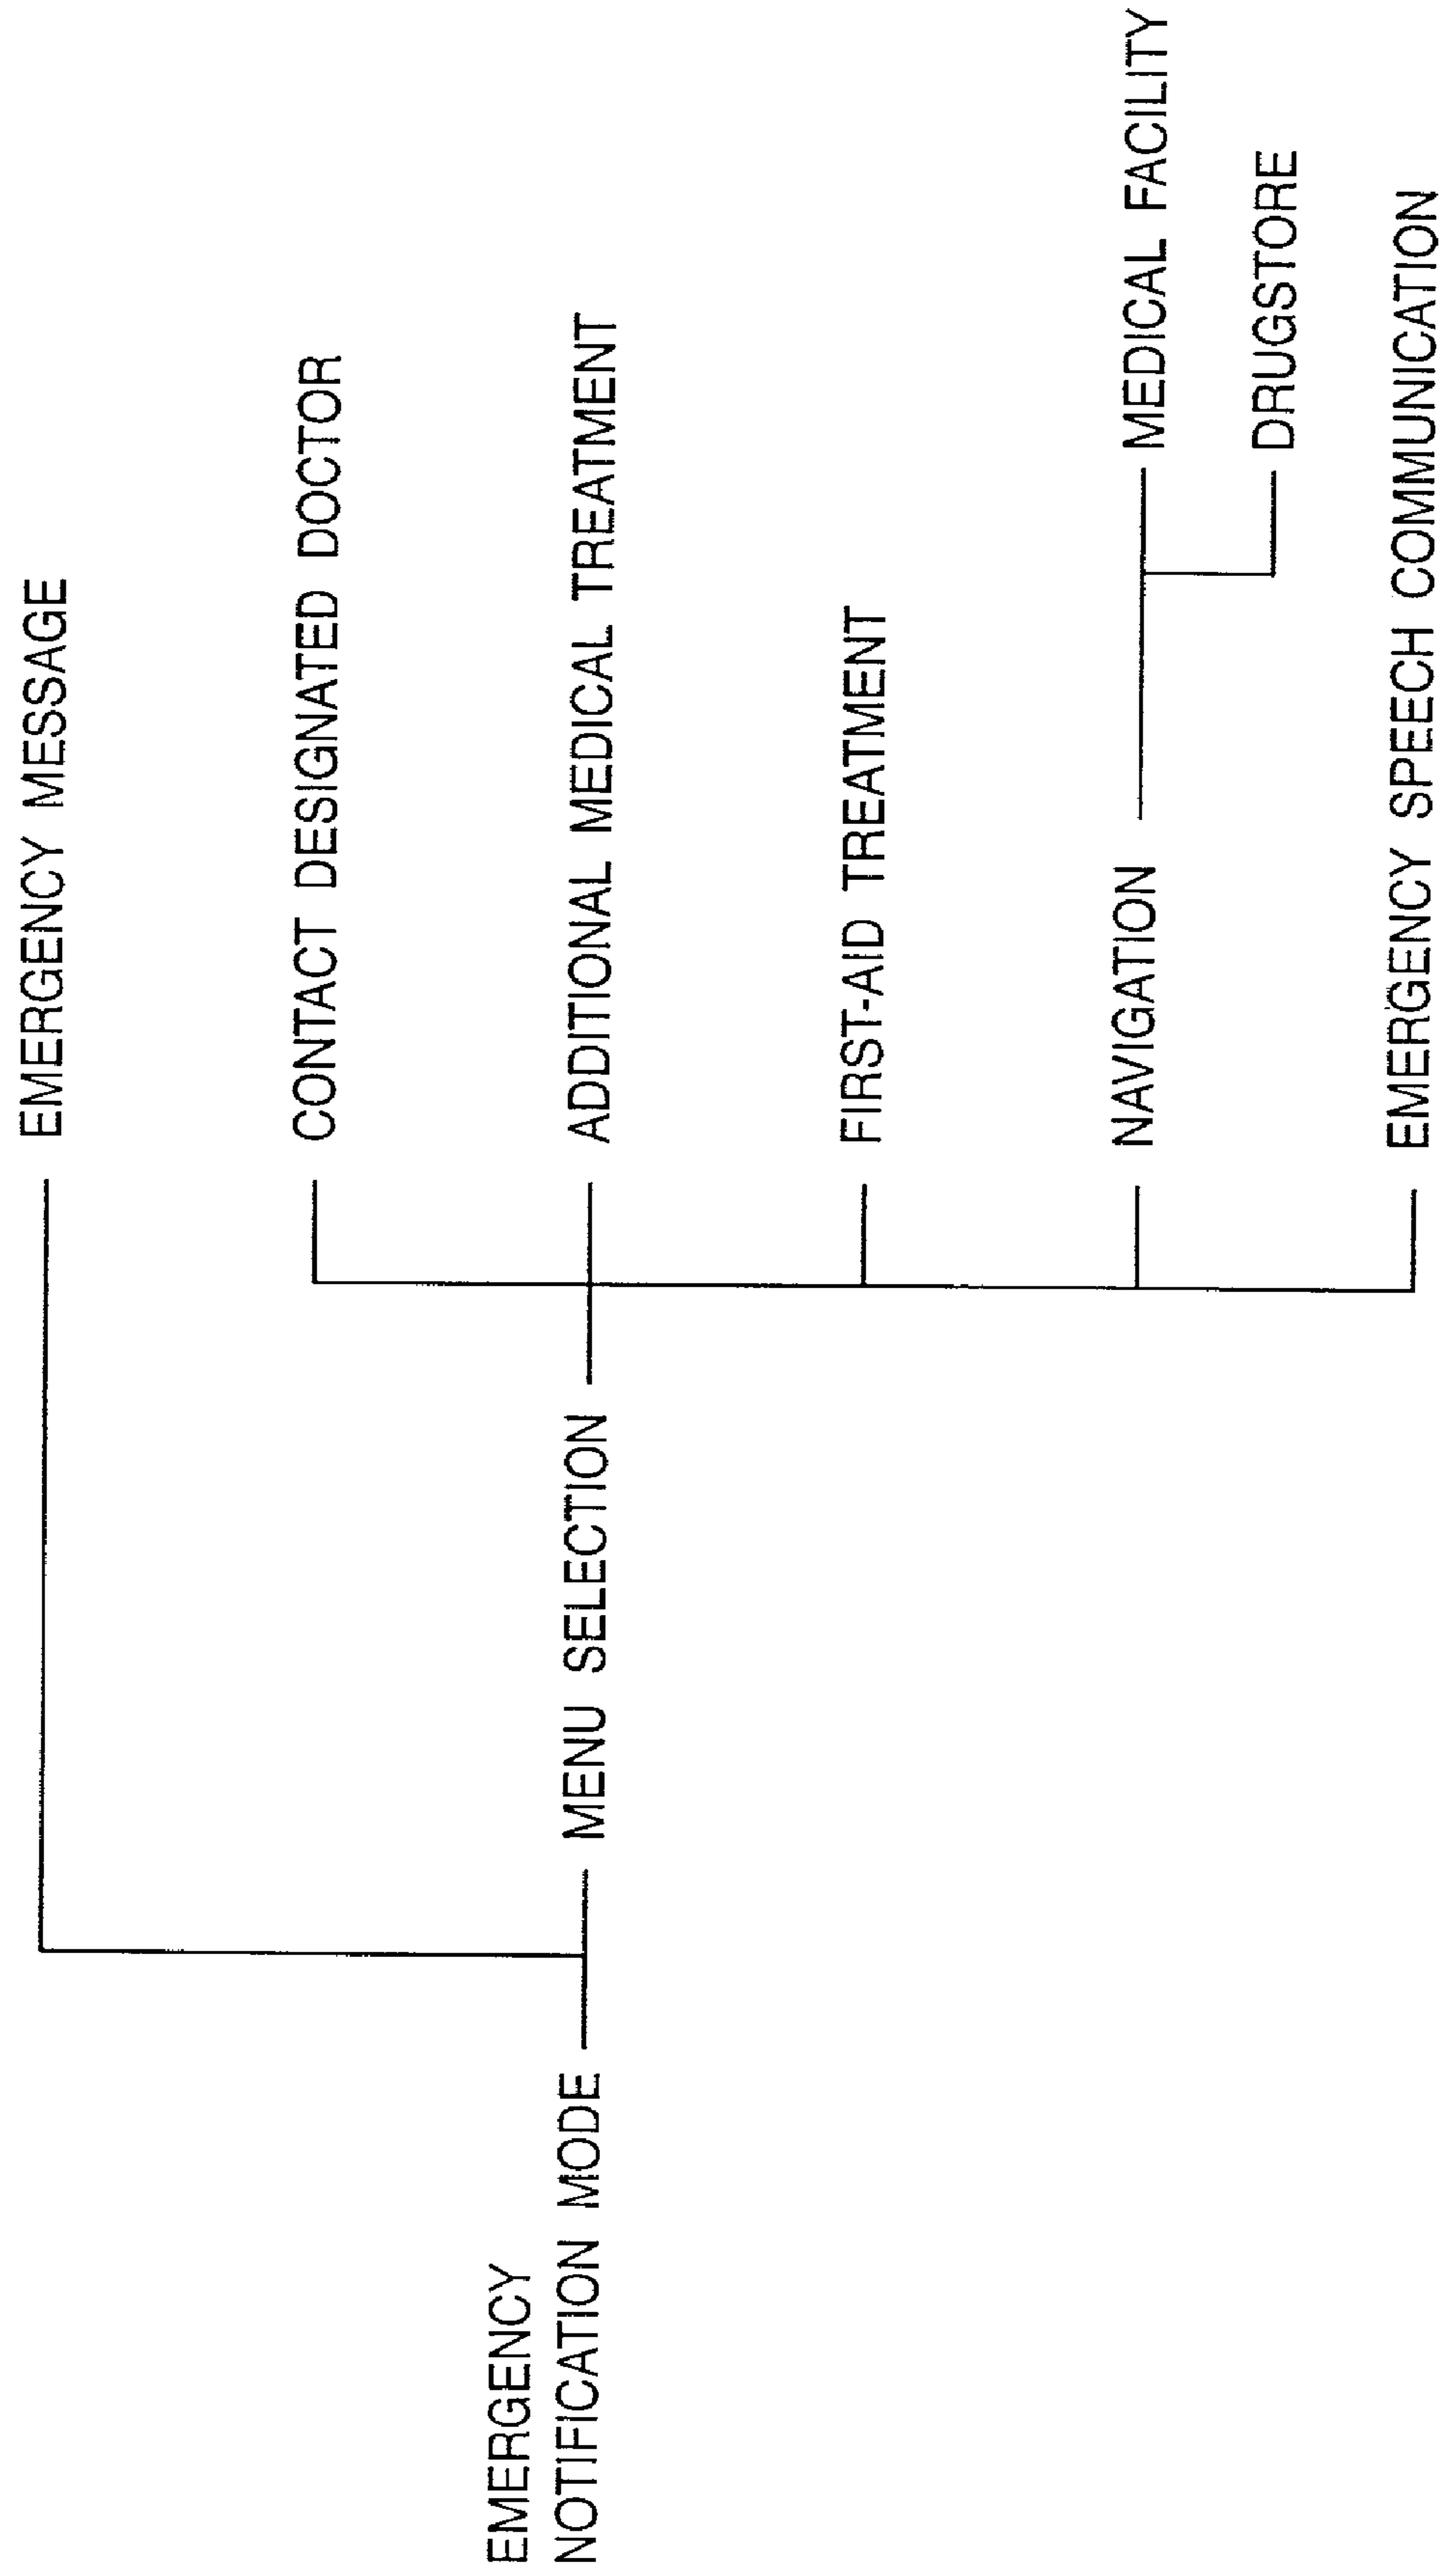 EMERGENCY MESSAGE
CONTACT DESIGNATED DOCTOR
EMERGENCY
NOTIFICATION MODE
MENU SELECTION
ADDITIONAL MEDICAL TREATMENT
FIRST-AID TREATMENT
NAVIGATION
MEDICAL FACILITY
DRUGSTORE
EMERGENCY SPEECH COMMUNICATION